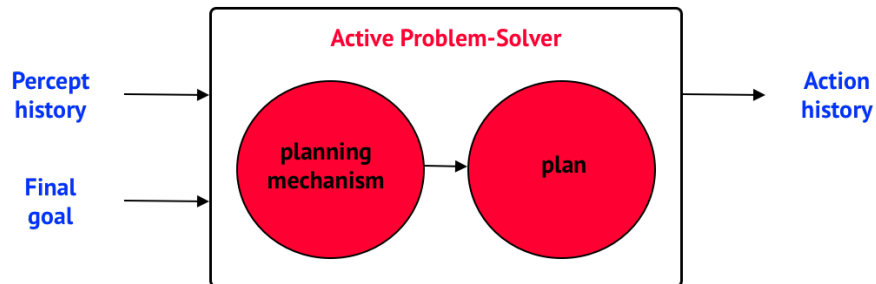 Active Problem-Solver
Percept
history
Final
goal
planning
mechanism
plan
Action
history